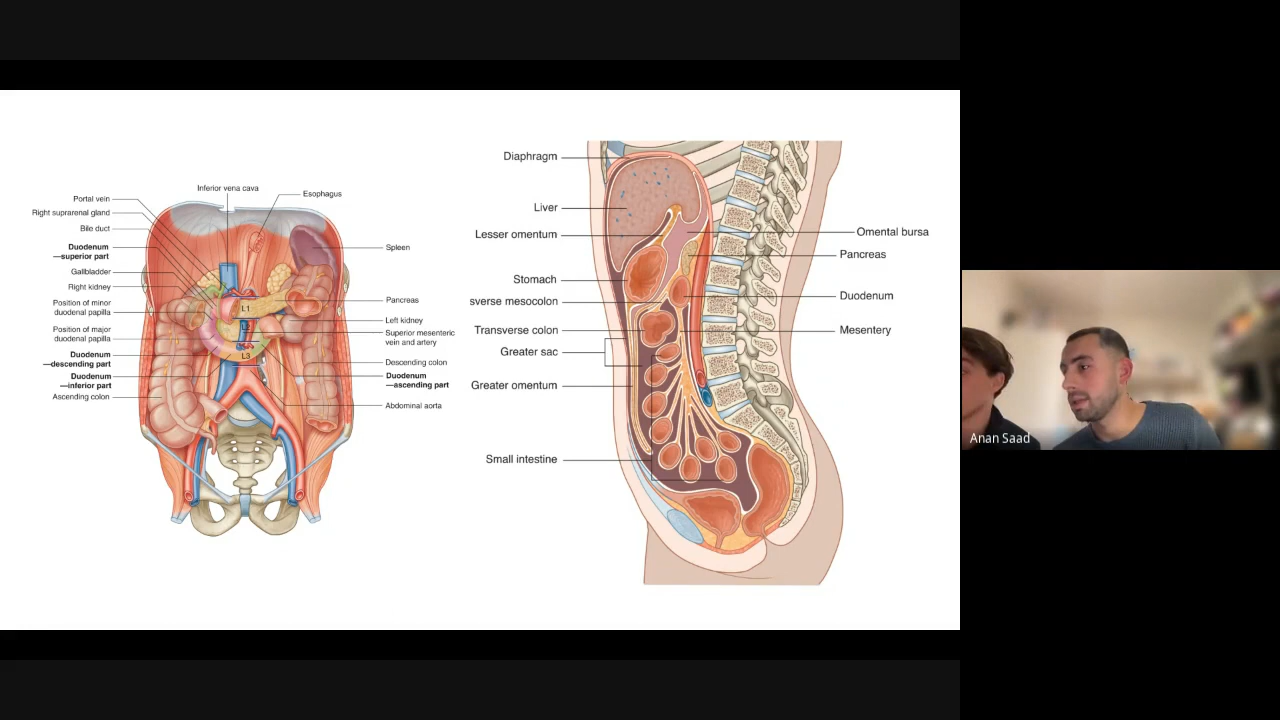 Inferior vena cava
Esophagus
Portal vein
Right suprarenal gland
Bile duct
Duodenum
—superior part
Gallbladder
Right kidney
Position of minor
duodenal papilla
Position of major
duodenal papilla
Duodenum
—descending part
Duodenum
—inferior part
Ascending colon
Spleen
Pancreas
Left kidney
Superior mesenteric
vein and artery
Descending colon
Duodenum
—ascending part
Abdominal aorta
L1
L2
L3
Diaphragm
Liver
Lesser omentum
Stomach
sverse mesocolon
Transverse colon
Greater sac
Greater omentum
Small intestine
Omental bursa
Pancreas
Duodenum
Mesentery
Anan Saad